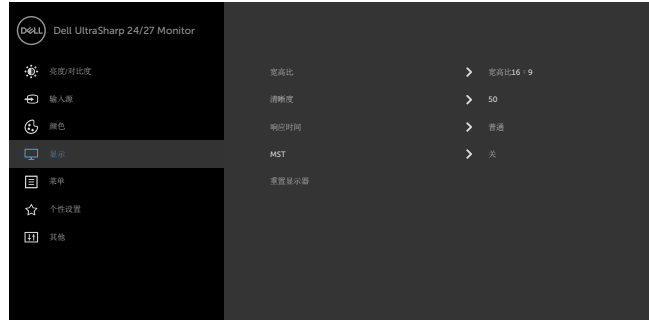 DELL Dell UltraSharp 24/27 Monitor
亮度/对比度
宽高比 宽高比16 : 9
输入源
清晰度 50
颜色
响应时间 普通
显示
MST 关
菜单
重置显示器
个性设置
其他